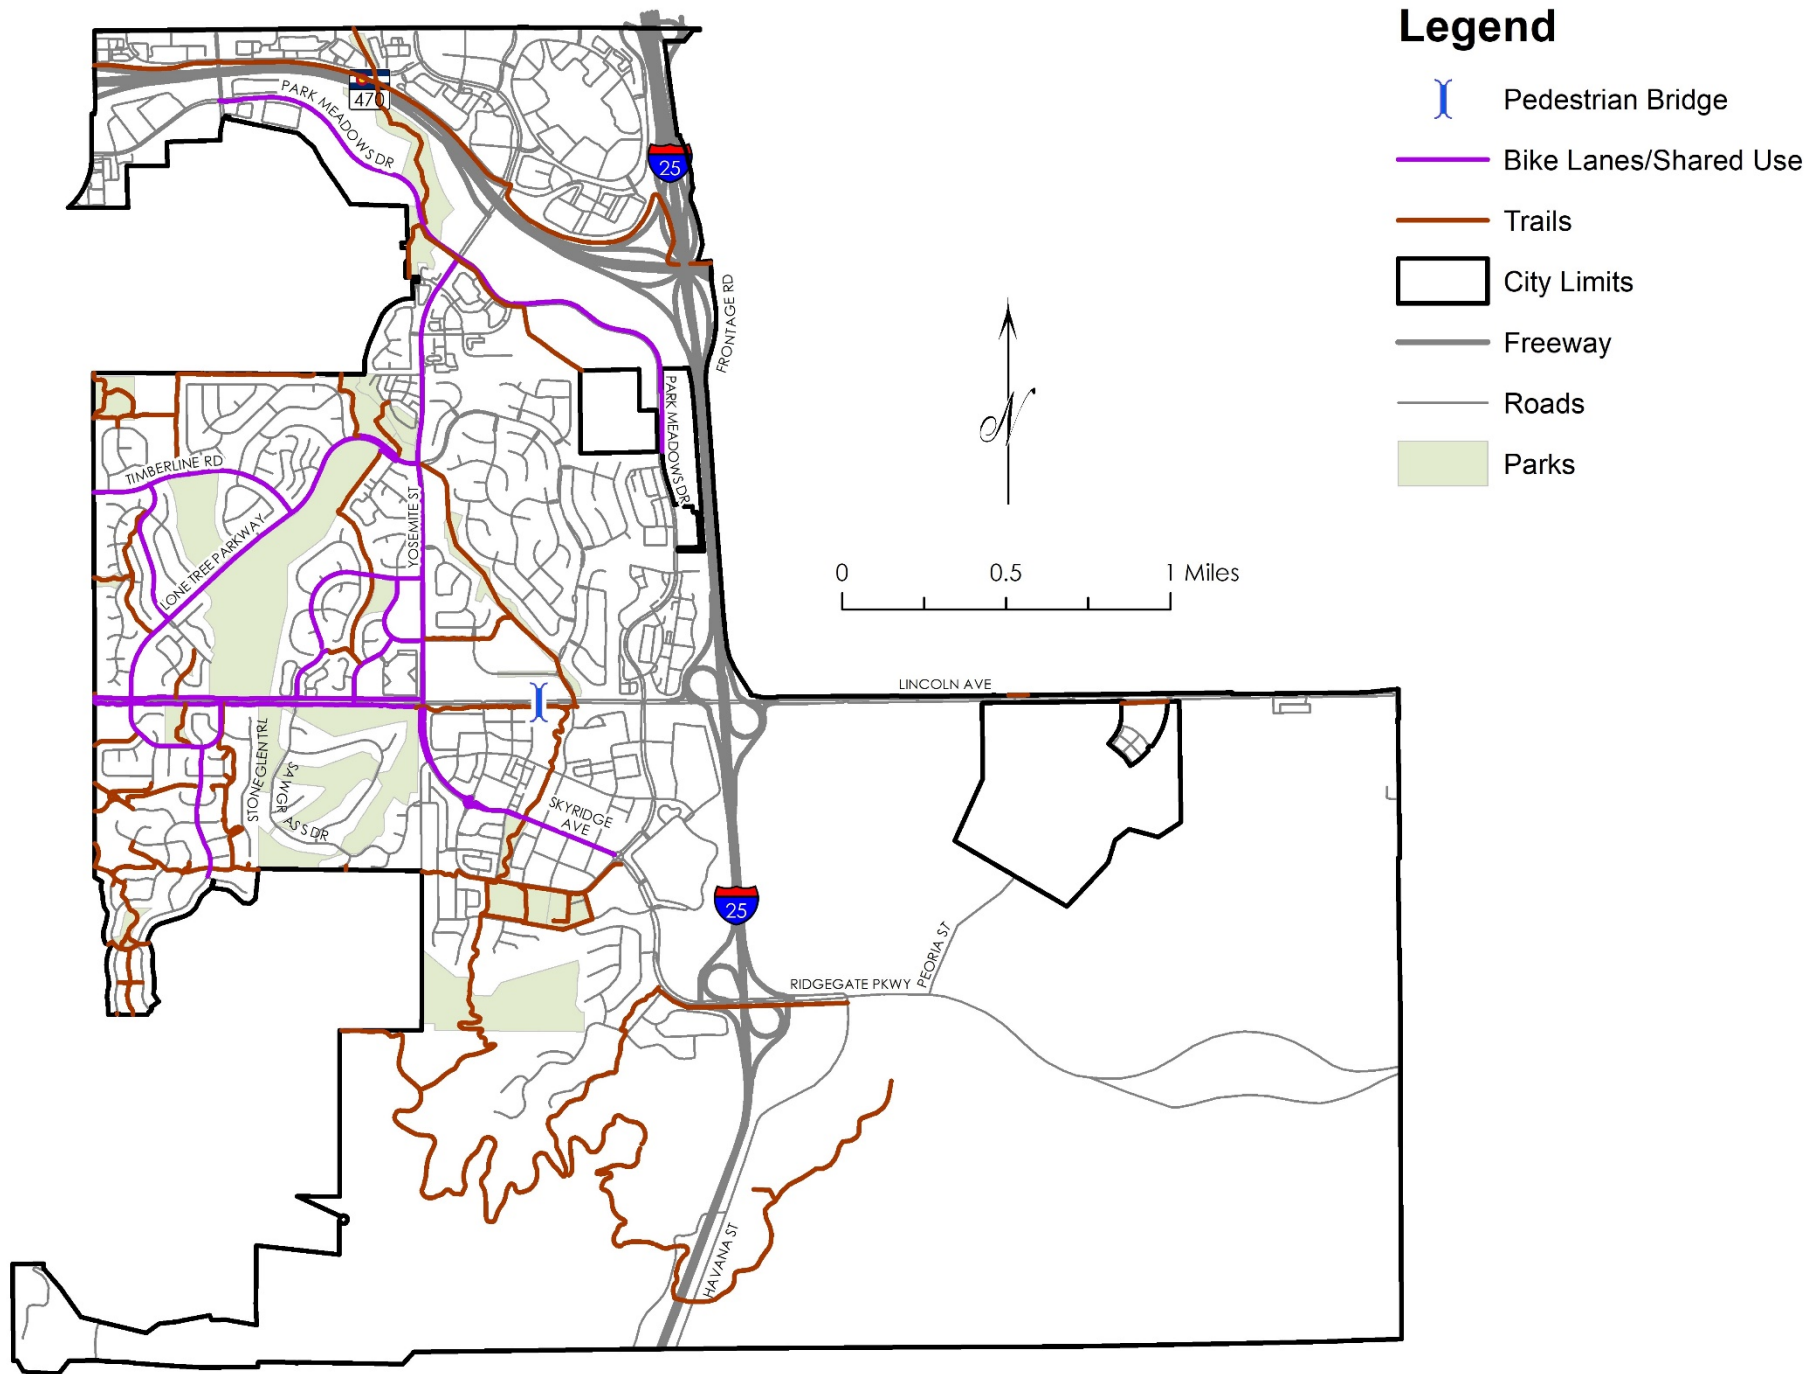 Legend
Pedestrian Bridge
Bike Lanes/Shared Use
Trails
City Limits
Freeway
Roads
Parks
470
PARK MEADOWS DR
25
FRONTAGE RD
N
PARK MEADOWS DR
TIMBERLINE RD
YOSEMITE ST
LONE TREE PARKWAY
0 0.5 1 Miles
LINCOLN AVE
STONEGLEN TRL
SAWGRASS DR
SKYRIDGE
AVE
25
PEORIA ST
RIDGEGATE PKWY
HAVANA ST